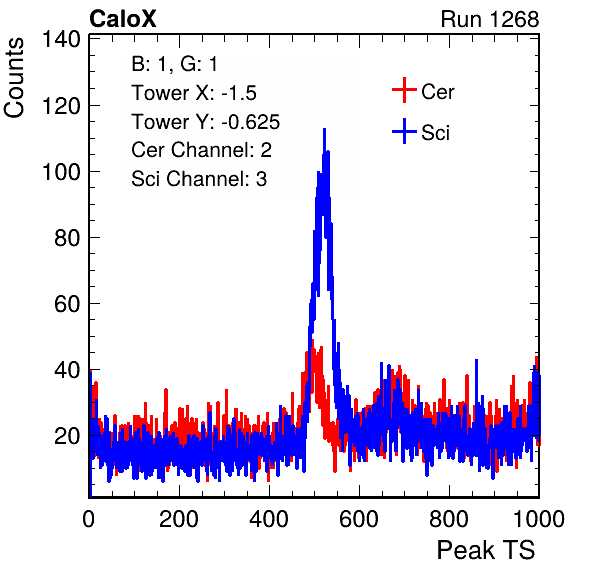 CaloX Run 1268
Counts
140
120
100
80
60
40
20
B: 1, G: 1
Tower X: -1.5
Tower Y: -0.625
Cer Channel: 2
Sci Channel: 3
Cer
Sci
0 200 400 600 800 1000
Peak TS